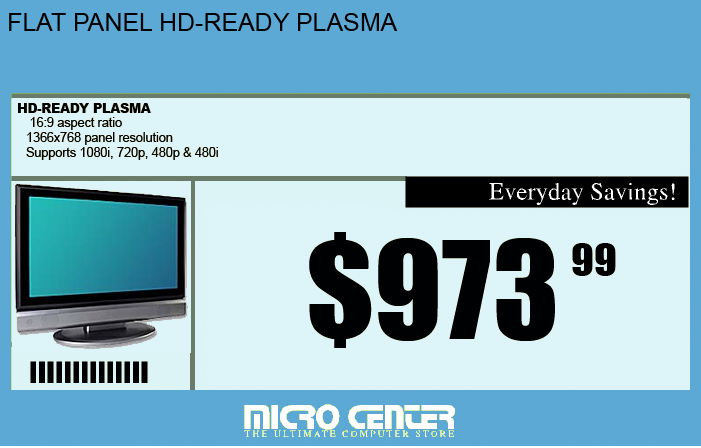 FLAT PANEL HD-READY PLASMA
HD-READY PLASMA
16:9 aspect ratio
1366x768 panel resolution
Supports 1080i, 720p, 480p & 480i
Everyday Savings!
$973 99
MICRO CENTER
THE ULTIMATE COMPUTER STORE